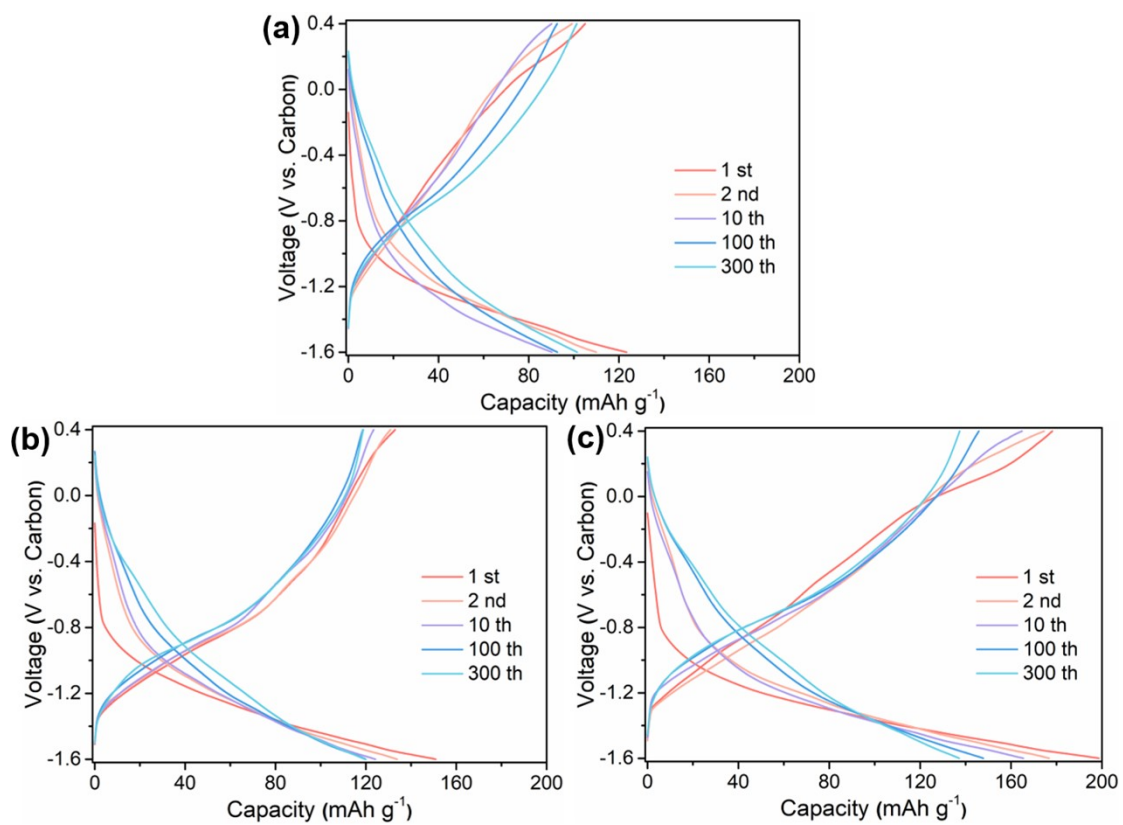 (a)
0.4
0.0
-0.4
-0.8
-1.2
-1.6
Voltage (V vs. Carbon)
1 st
2 nd
10 th
100 th
300 th
0 40 80 120 160 200
Capacity (mAh g⁻¹)
(b)
0.4
0.0
-0.4
-0.8
-1.2
-1.6
Voltage (V vs. Carbon)
1 st
2 nd
10 th
100 th
300 th
0 40 80 120 160 200
Capacity (mAh g⁻¹)
(c)
0.4
0.0
-0.4
-0.8
-1.2
-1.6
Voltage (V vs. Carbon)
1 st
2 nd
10 th
100 th
300 th
0 40 80 120 160 200
Capacity (mAh g⁻¹)